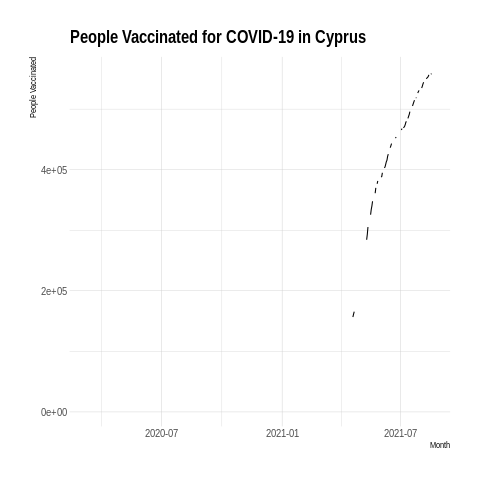 People Vaccinated for COVID-19 in Cyprus
People Vaccinated
4e+05
2e+05
0e+00
2020-07
2021-01
2021-07
Month